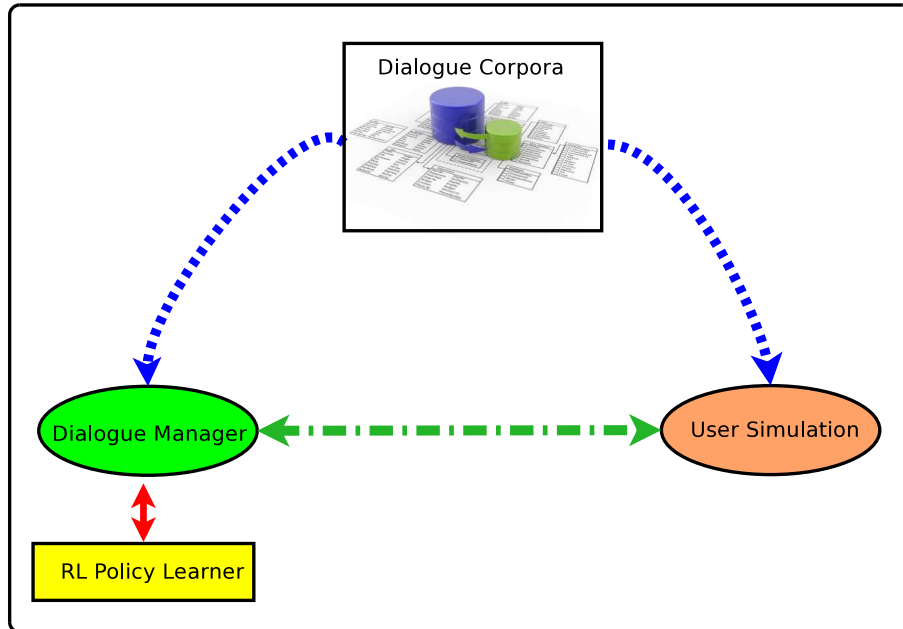 Dialogue Corpora
Dialogue Manager
User Simulation
RL Policy Learner